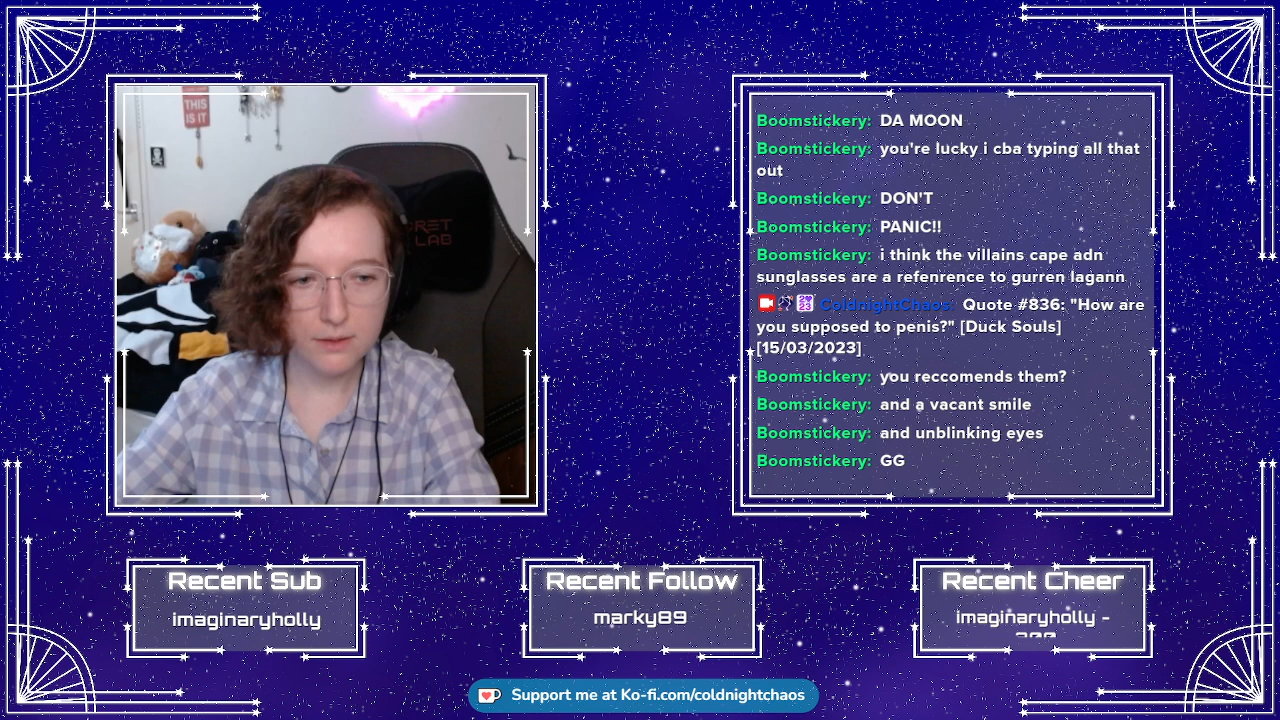 THIS
IS IT
RET
LAB
Boomstickery: DA MOON
Boomstickery: you're lucky i cba typing all that
out
Boomstickery: DON'T
Boomstickery: PANIC!!
Boomstickery: i think the villains cape adn
sunglasses are a refenrence to gurren lagann
ColdnightChaos: Quote #836: "How are
you supposed to penis?" [Duck Souls]
[15/03/2023]
Boomstickery: you reccomends them?
Boomstickery: and a vacant smile
Boomstickery: and unblinking eyes
Boomstickery: GG
Recent Sub
imaginaryholly
Recent Follow
marky89
Recent Cheer
imaginaryholly -
Support me at Ko-fi.com/coldnightchaos